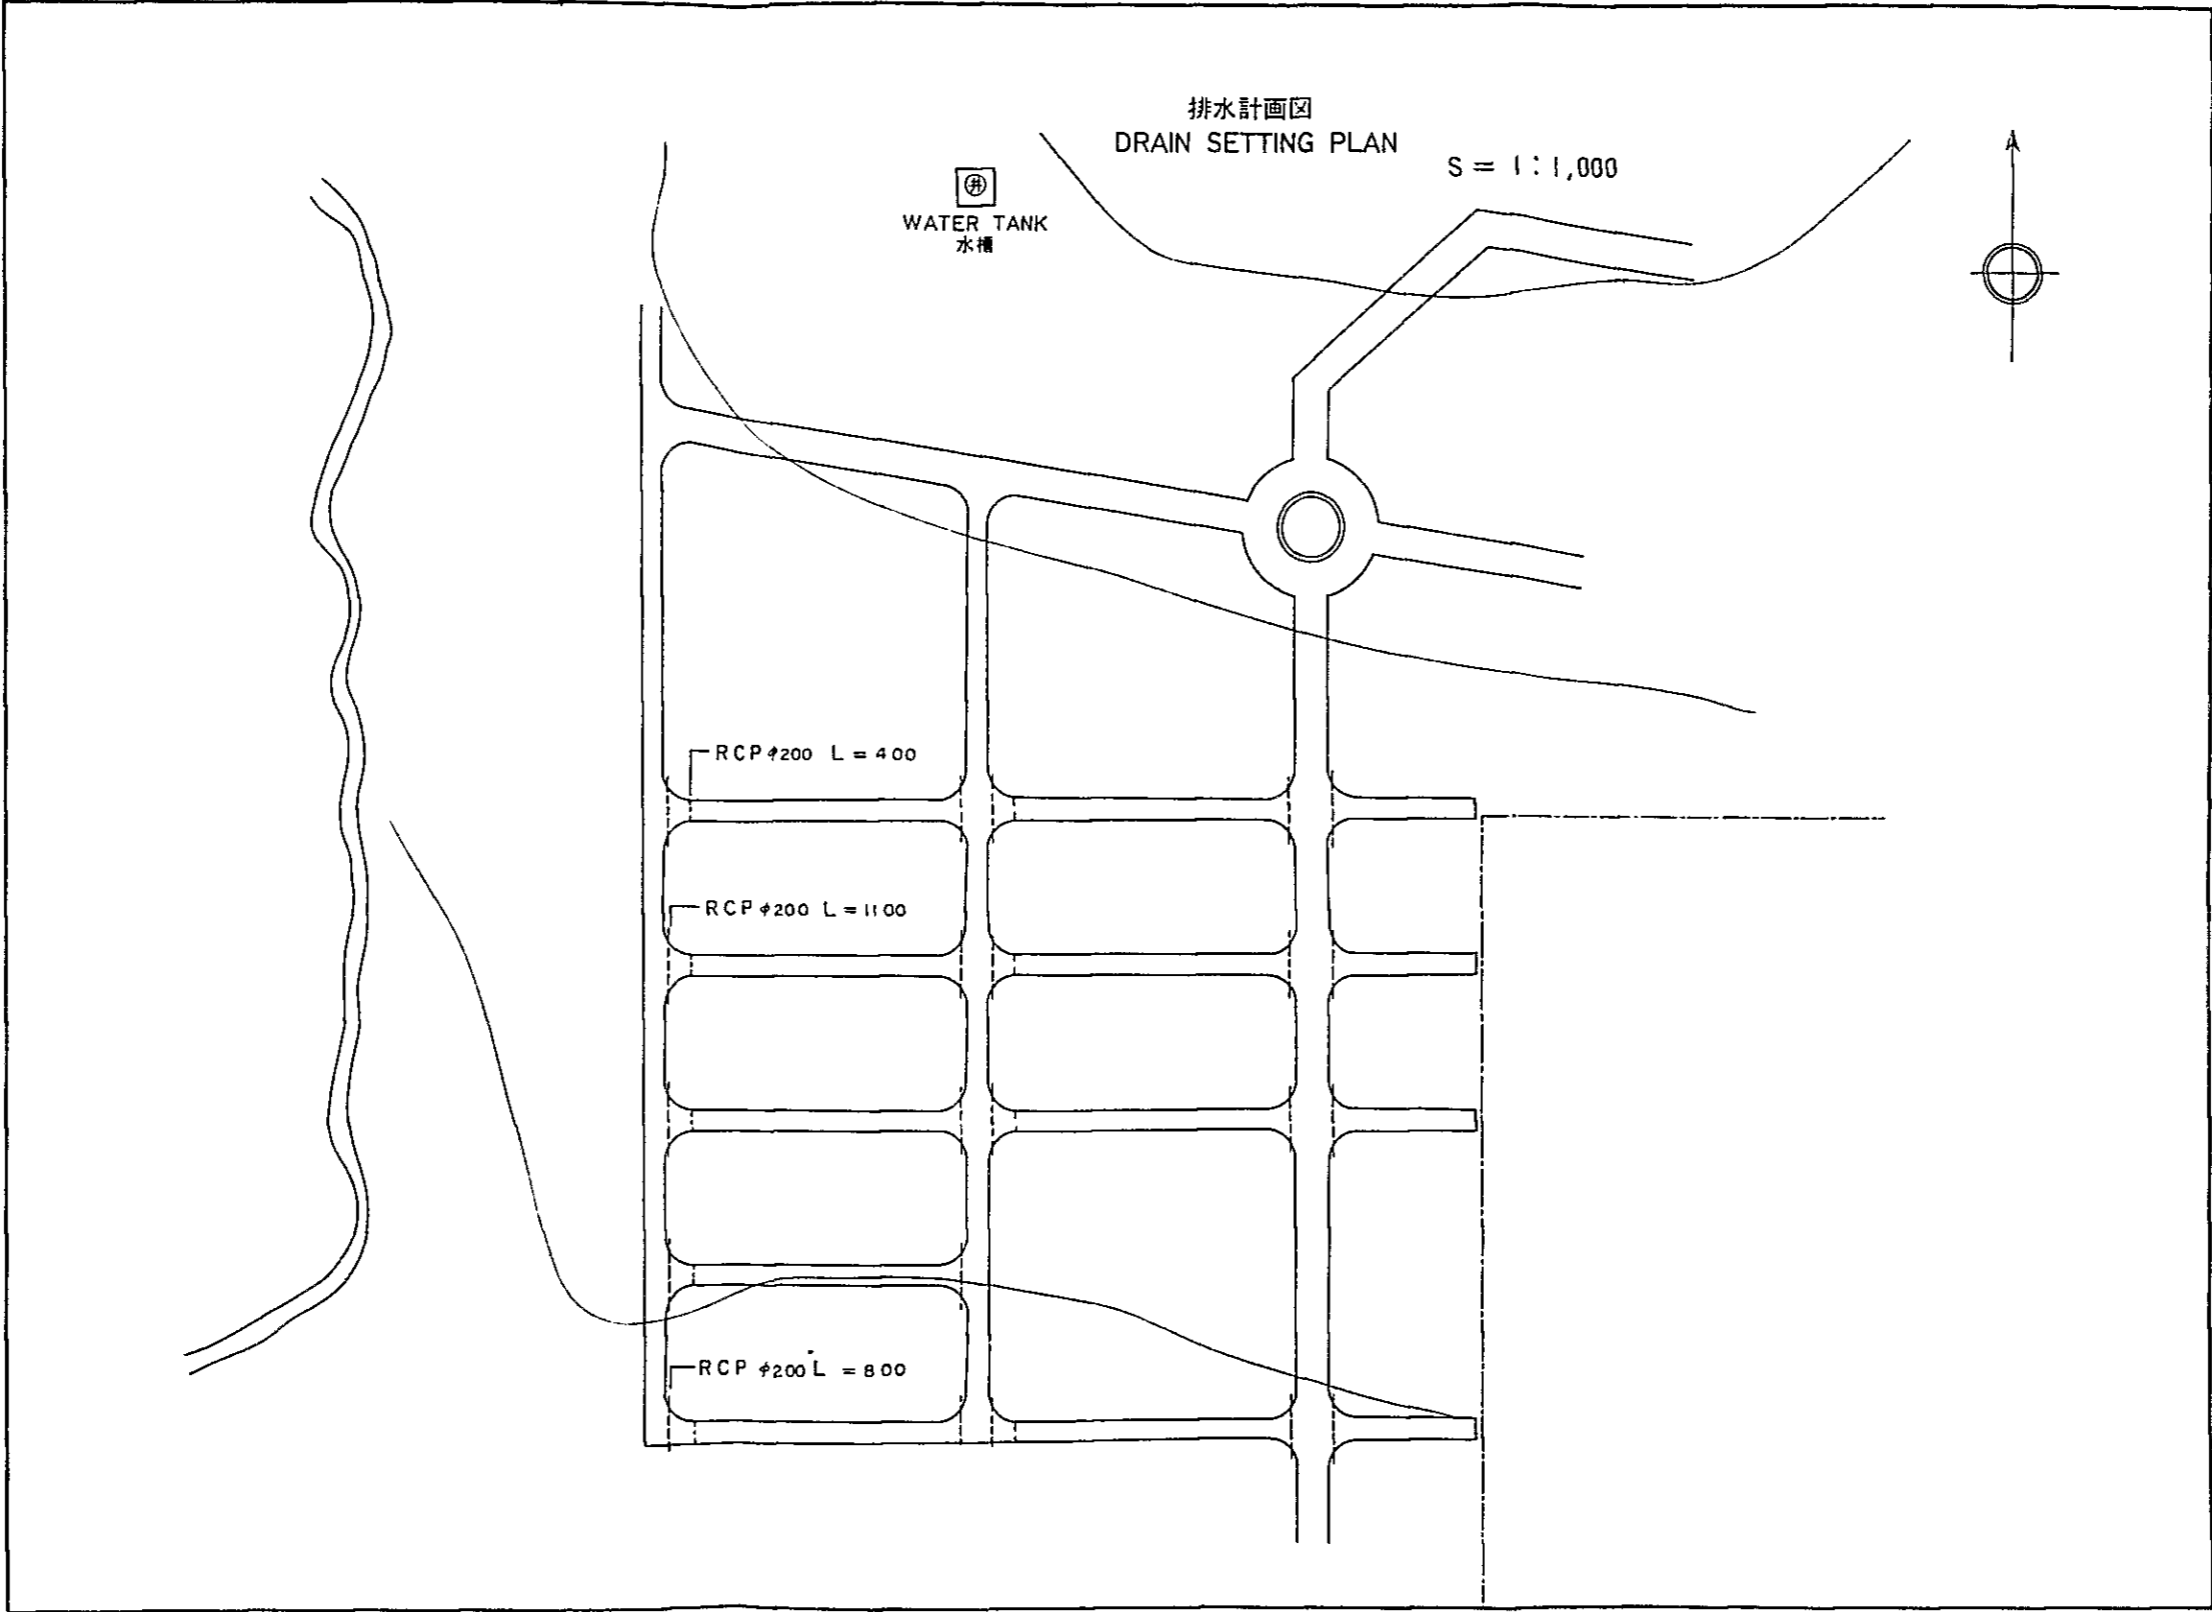 排水計画図
DRAIN SETTING PLAN
S = 1:1,000
井
WATER TANK
水槽
RCP φ200 L = 400
RCP φ200 L = 1100
RCP φ200 L = 800